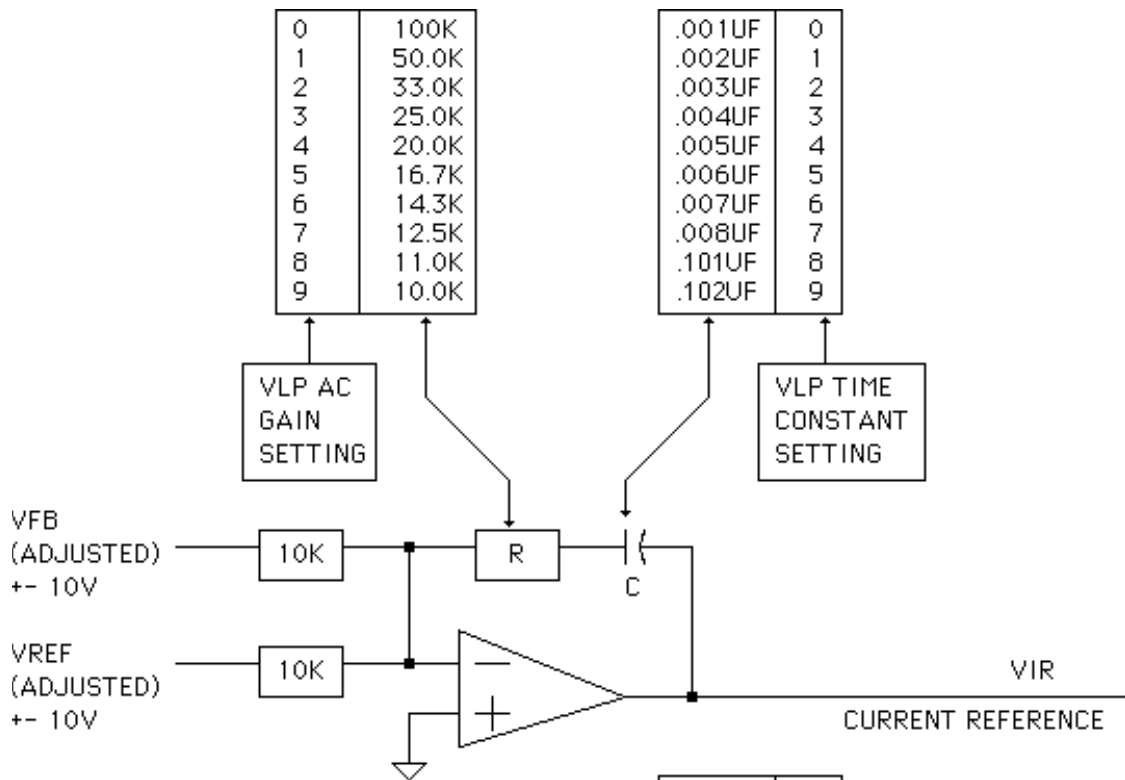 0 100K
1 50.0K
2 33.0K
3 25.0K
4 20.0K
5 16.7K
6 14.3K
7 12.5K
8 11.0K
9 10.0K
.001UF 0
.002UF 1
.003UF 2
.004UF 3
.005UF 4
.006UF 5
.007UF 6
.008UF 7
.101UF 8
.102UF 9
VLP AC
GAIN
SETTING
VLP TIME
CONSTANT
SETTING
VFB
(ADJUSTED)
+- 10V
10K
R
C
VREF
(ADJUSTED)
+- 10V
10K
VIR
CURRENT REFERENCE